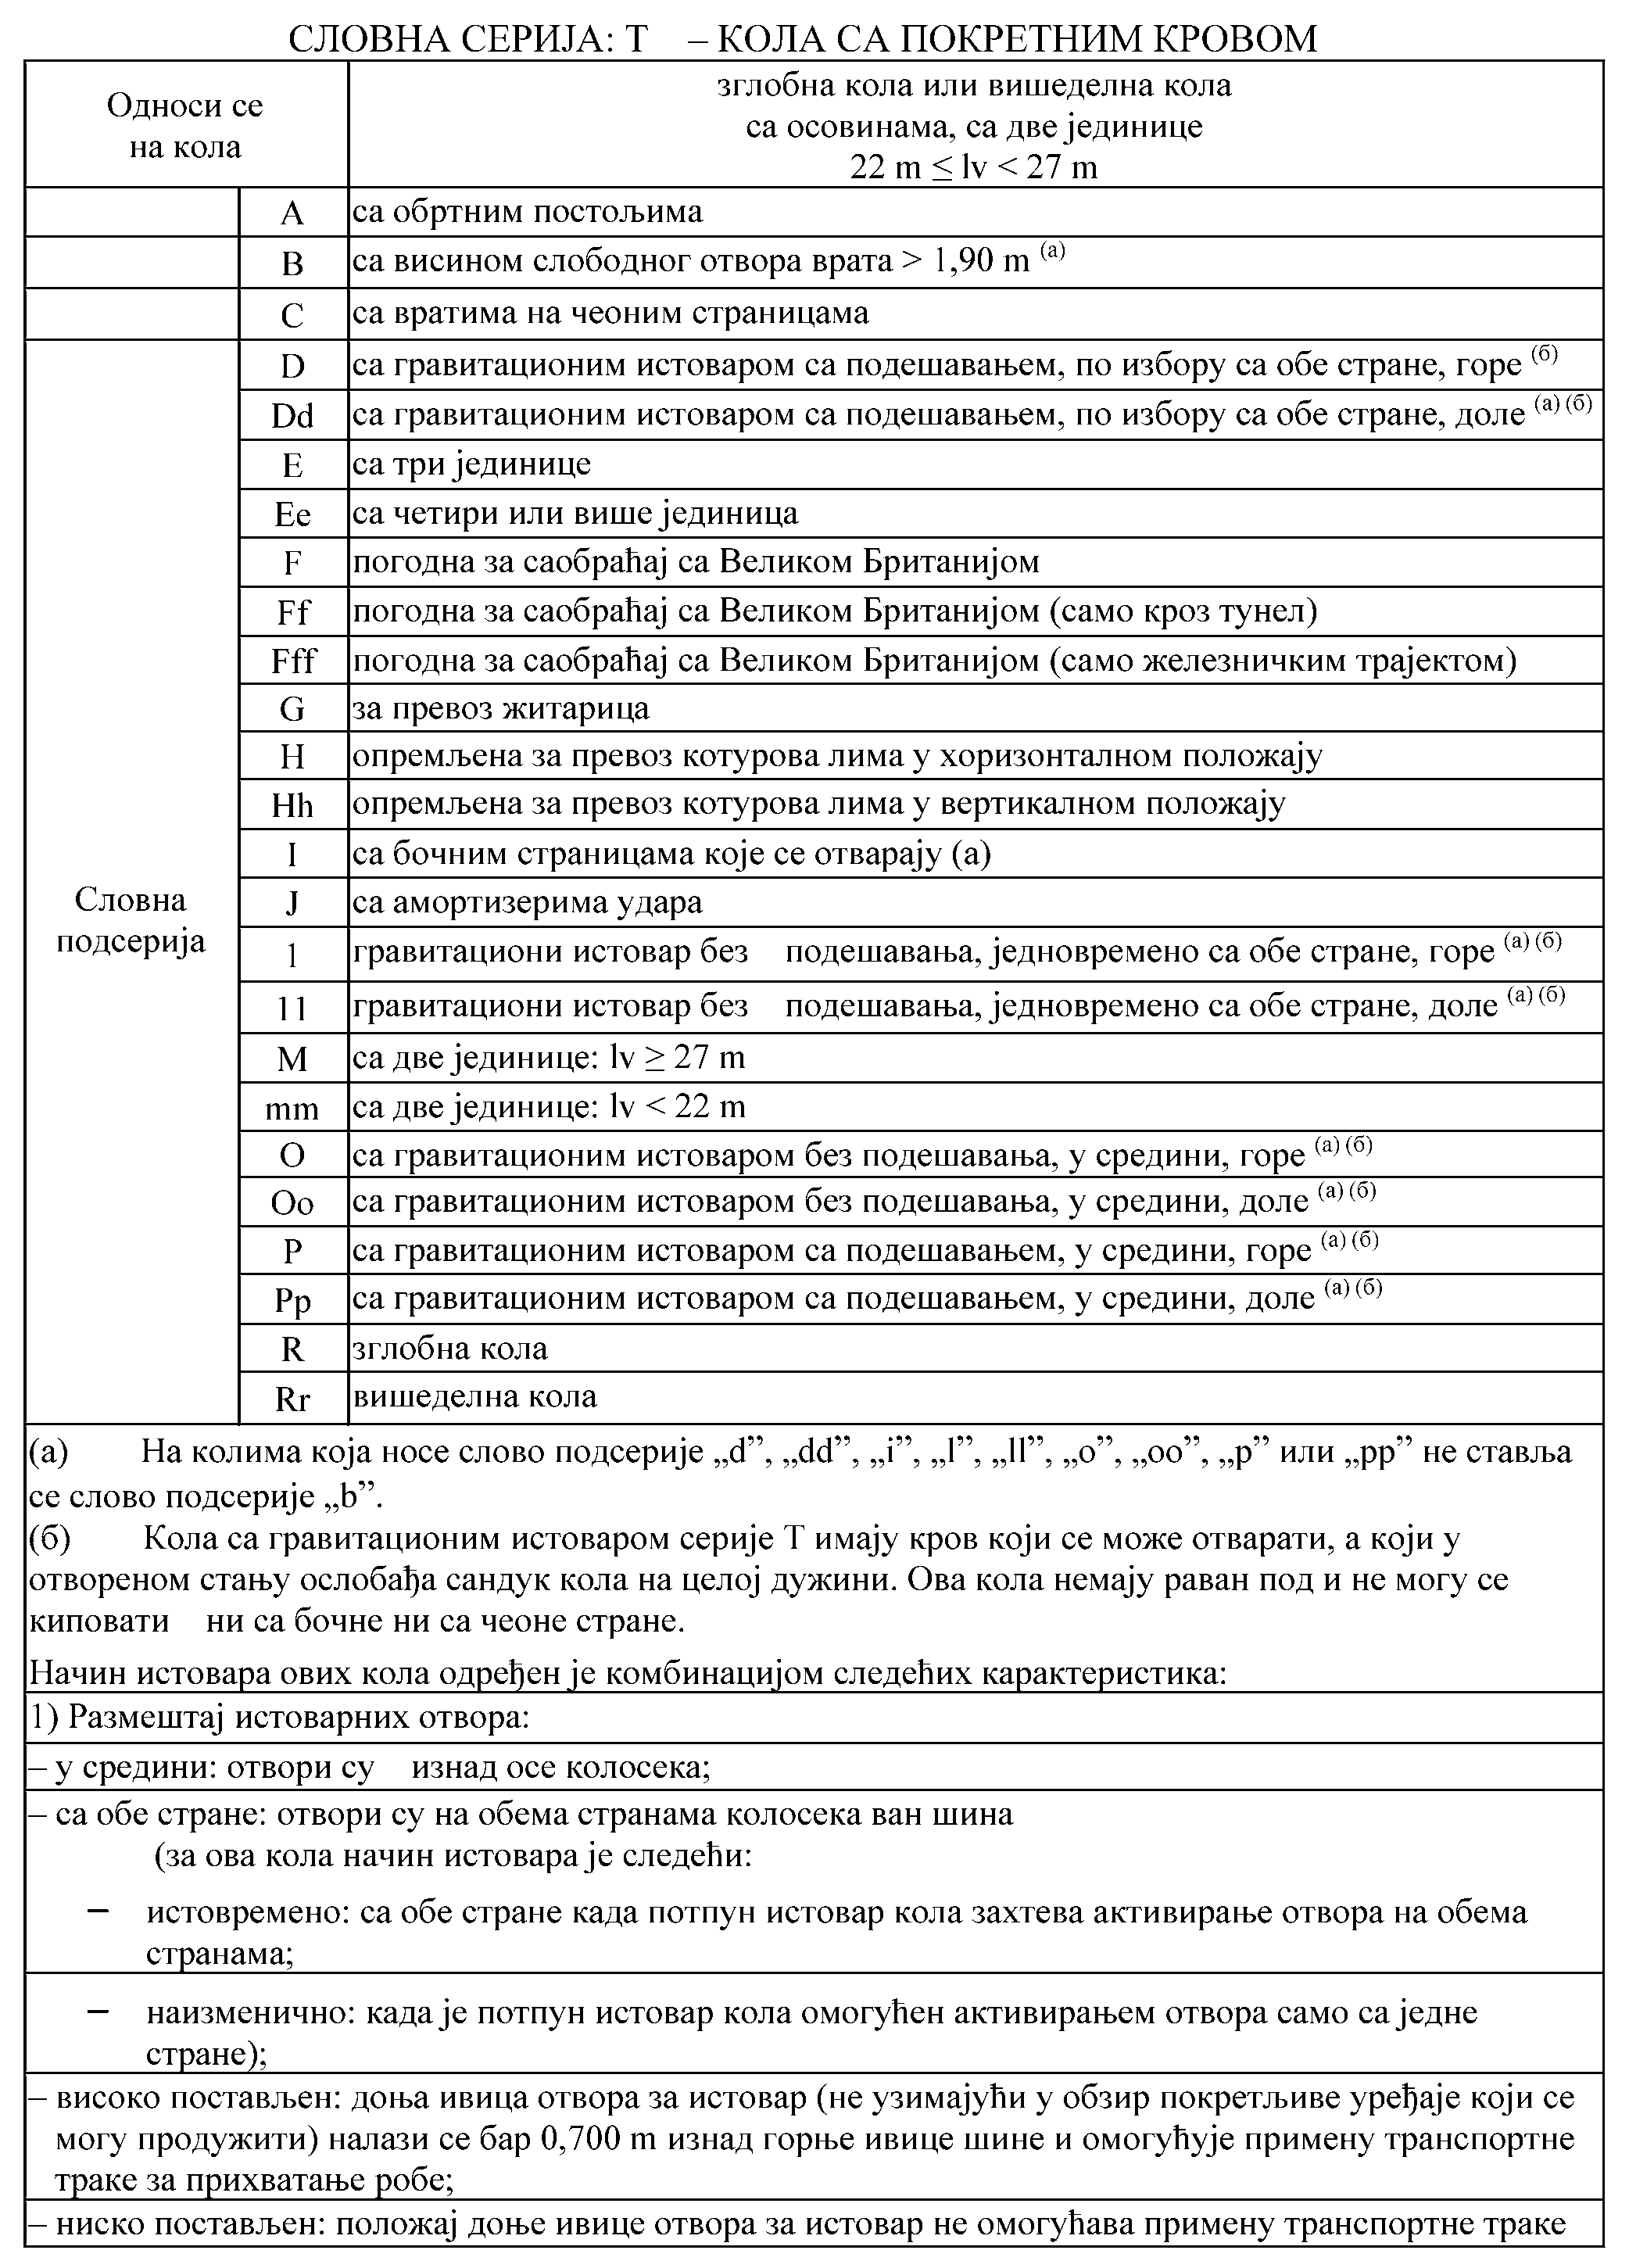 СЛОВНА СЕРИЈА: Т – КОЛА СА ПОКРЕТНИМ КРОВОМ
Односи се
на кола
зглобна кола или вишеделна кола
са осовинама, са две јединице
22 m ≤ lv < 27 m
A са обртним постољима
B са висином слободног отвора врата > 1,90 m (а)
C са вратима на чеоним страницама
Словна
подсерија
D са гравитационим истоваром са подешавањем, по избору са обе стране, горе (б)
Dd са гравитационим истоваром са подешавањем, по избору са обе стране, доле (а) (б)
E са три јединице
Ee са четири или више јединица
F погодна за саобраћај са Великом Британијом
Ff погодна за саобраћај са Великом Британијом (само кроз тунел)
Fff погодна за саобраћај са Великом Британијом (само железничким трајектом)
G за превоз житарица
H опремљена за превоз котурова лима у хоризонталном положају
Hh опремљена за превоз котурова лима у вертикалном положају
I са бочним страницама које се отварају (а)
J са амортизерима удара
1 гравитациони истовар без подешавања, једновремено са обе стране, горе (а) (б)
11 гравитациони истовар без подешавања, једновремено са обе стране, доле (а) (б)
M са две јединице: lv ≥ 27 m
mm са две јединице: lv < 22 m
O са гравитационим истоваром без подешавања, у средини, горе (а) (б)
Oo са гравитационим истоваром без подешавања, у средини, доле (а) (б)
P са гравитационим истоваром са подешавањем, у средини, горе (а) (б)
Pp са гравитационим истоваром са подешавањем, у средини, доле (а) (б)
R зглобна кола
Rr вишеделна кола
(а) На колима која носе слово подсерије „d”, „dd”, „i”, „l”, „ll”, „o”, „oo”, „p” или „pp” не ставља
се слово подсерије „b”.
(б) Кола са гравитационим истоваром серије Т имају кров који се може отварати, а који у
отвореном стању ослобађа сандук кола на целој дужини. Ова кола немају раван под и не могу се
киповати ни са бочне ни са чеоне стране.
Начин истовара ових кола одређен је комбинацијом следећих карактеристика:
1) Размештај истоварних отвора:
– у средини: отвори су изнад осе колосека;
– са обе стране: отвори су на обема странама колосека ван шина
(за ова кола начин истовара је следећи:
– истовремено: са обе стране када потпун истовар кола захтева активирање отвора на обема
странама;
– наизменично: када је потпун истовар кола омогућен активирањем отвора само са једне
стране);
– високо постављен: доња ивица отвора за истовар (не узимајући у обзир покретљиве уређаје који се
могу продужити) налази се бар 0,700 m изнад горње ивице шине и омогућује примену транспортне
траке за прихватање робе;
– ниско постављен: положај доње ивице отвора за истовар не омогућава примену транспортне траке